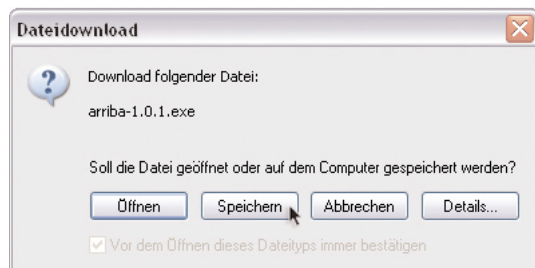 Dateidownload
Download folgender Datei:
arriba-1.0.1.exe
Soll die Datei geöffnet oder auf dem Computer gespeichert werden?
Öffnen Speichern Abbrechen Details...
Vor dem Öffnen dieses Dateityps immer bestätigen